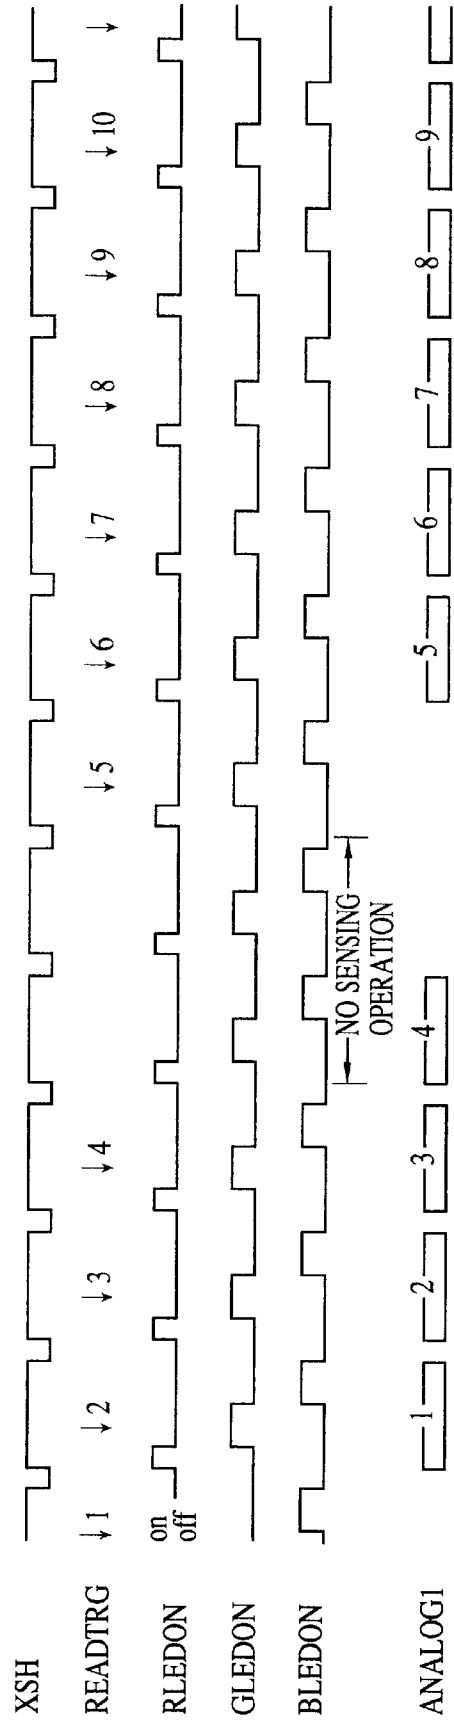 XSH
READTRG 1 2 3 4 5 6 7 8 9 10
RLEDON on
off
GLEDON
BLEDON
NO SENSING
OPERATION
ANALOG1 1 2 3 4 5 6 7 8 9